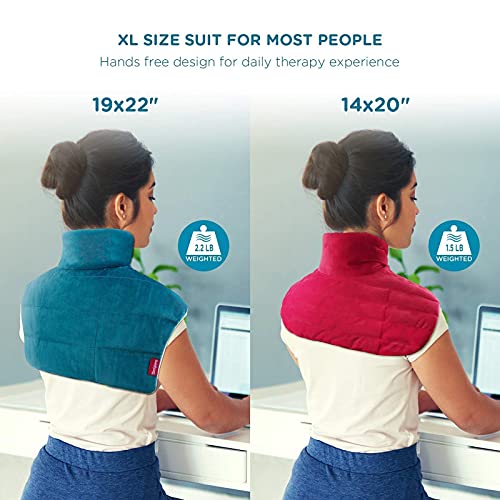 XL SIZE SUIT FOR MOST PEOPLE
Hands free design for daily therapy experience
19x22"
14x20"
2.2 LB
WEIGHTED
1.5 LB
WEIGHTED